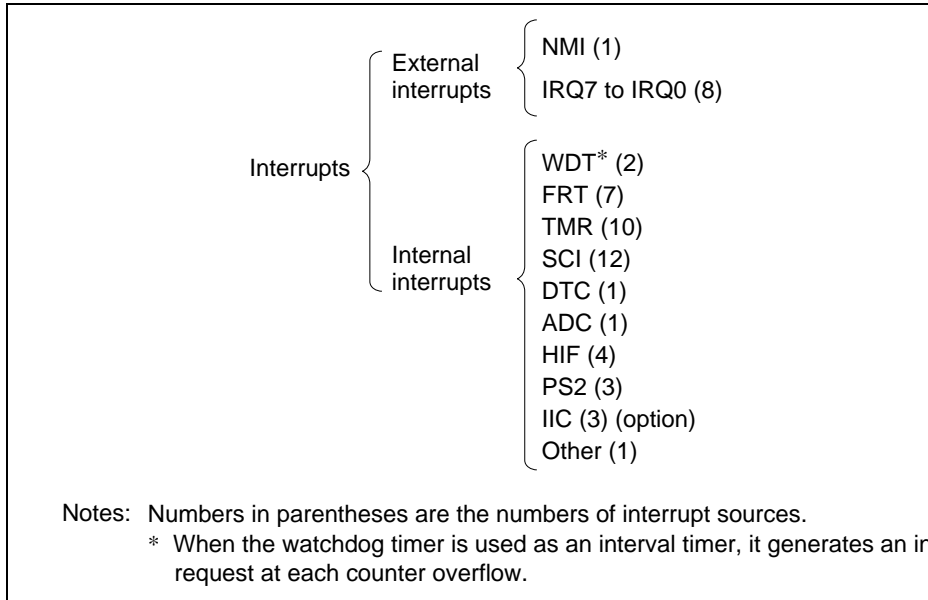 Interrupts
External
interrupts
NMI (1)
IRQ7 to IRQ0 (8)
Internal
interrupts
WDT* (2)
FRT (7)
TMR (10)
SCI (12)
DTC (1)
ADC (1)
HIF (4)
PS2 (3)
IIC (3) (option)
Other (1)
Notes: Numbers in parentheses are the numbers of interrupt sources.
* When the watchdog timer is used as an interval timer, it generates an in
request at each counter overflow.